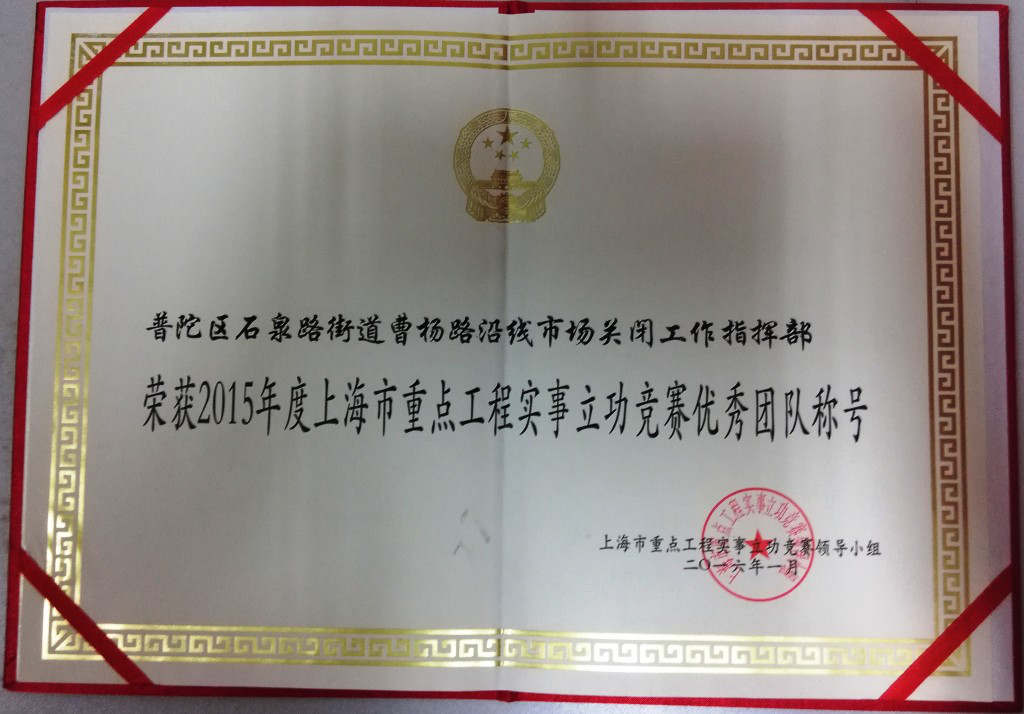 普陀区石泉路街道曹杨路沿线市场关闭工作指挥部
荣获2015年度上海市重点工程实事立功竞赛优秀团队称号
上海市重点工程实事立功竞赛领导小组
二〇一六年一月